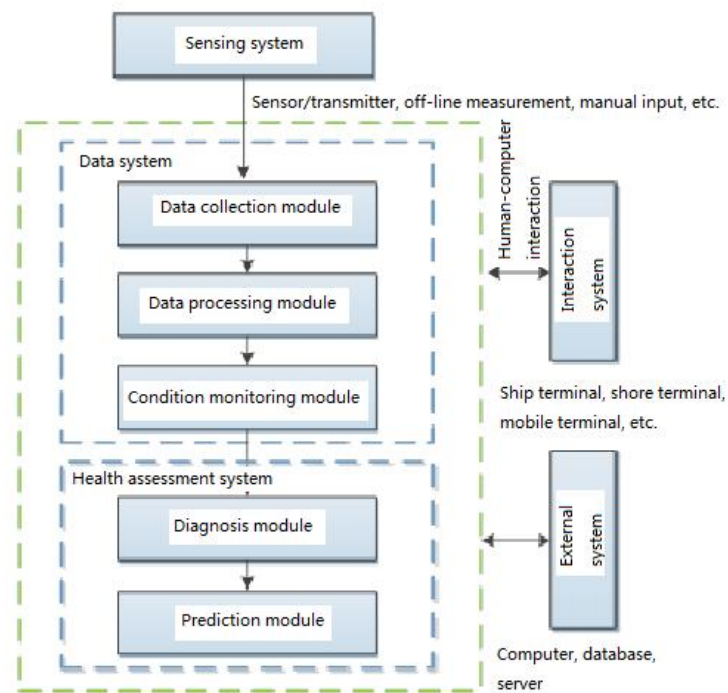 Sensing system
Sensor/transmitter, off-line measurement, manual input, etc.
Data system
Data collection module
Data processing module
Condition monitoring module
Health assessment system
Diagnosis module
Prediction module
Human-computer
interaction
Interaction
system
Ship terminal, shore terminal,
mobile terminal, etc.
External
system
Computer, database,
server